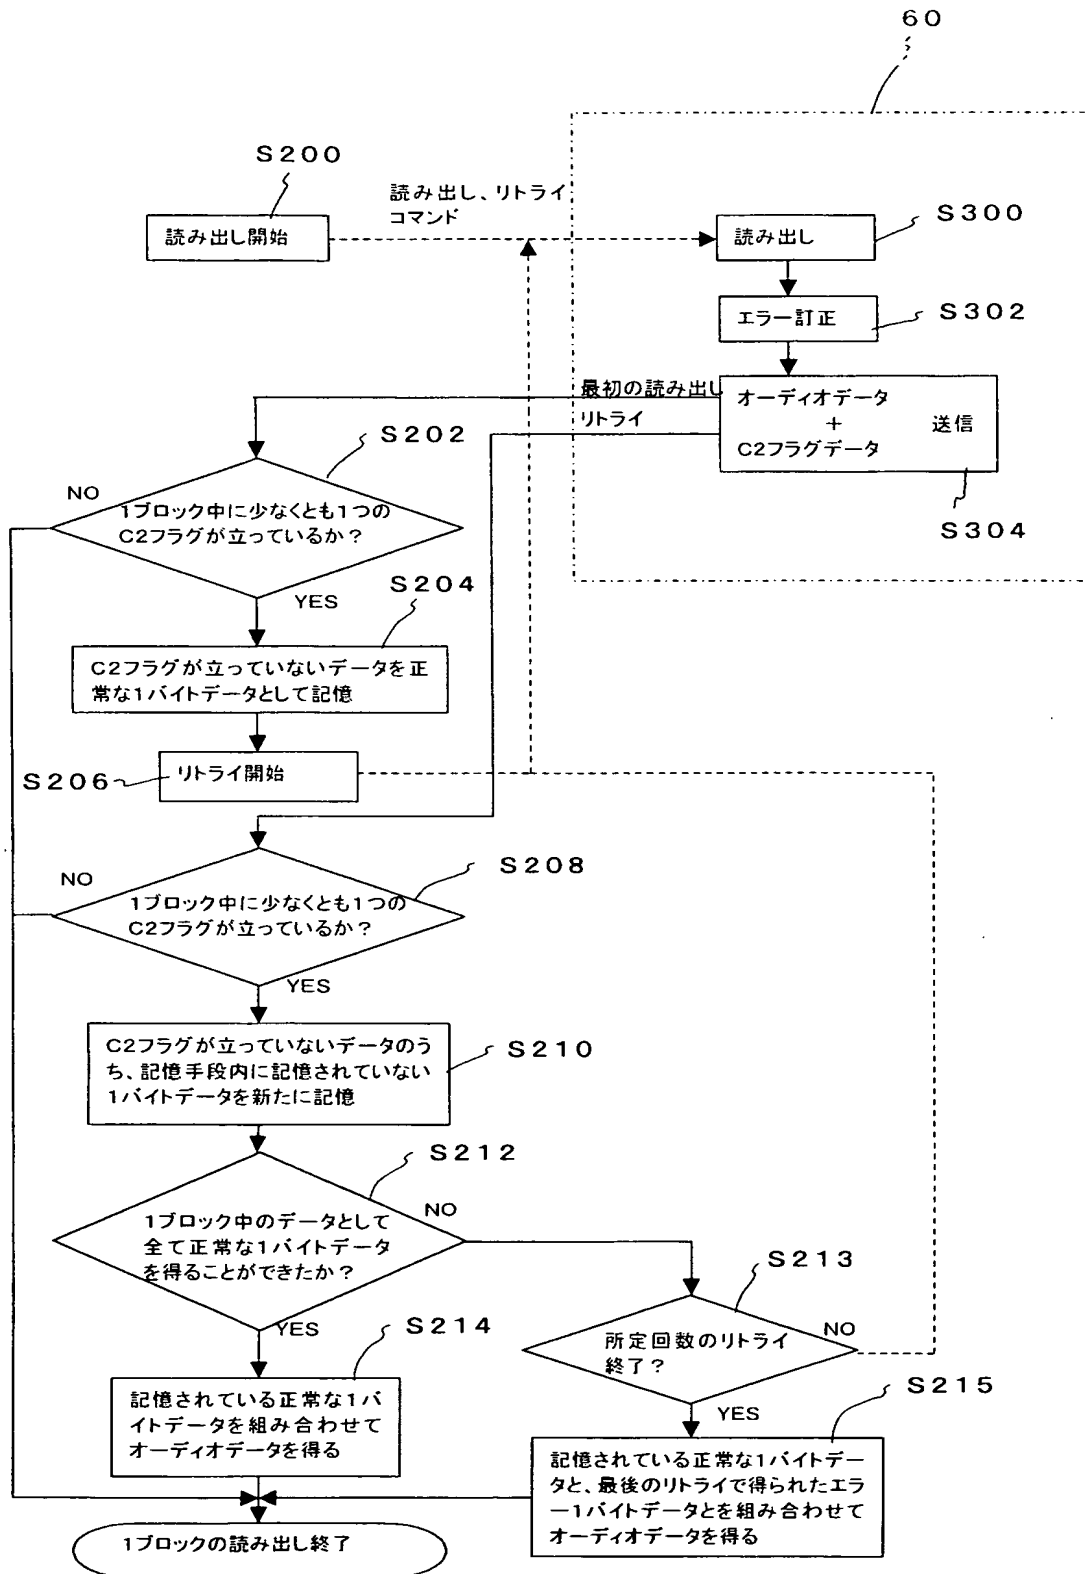 60
S200
読み出し、リトライ
コマンド
読み出し開始
読み出し
S300
エラー訂正
S302
最初の読み出し
リトライ
オーディオデータ
+
C2フラグデータ
送信
S304
S202
NO
1ブロック中に少なくとも1つの
C2フラグが立っているか?
YES
S204
C2フラグが立っていないデータを正
常な1バイトデータとして記憶
S206
リトライ開始
S208
NO
1ブロック中に少なくとも1つの
C2フラグが立っているか?
YES
C2フラグが立っていないデータのう
ち、記憶手段内に記憶されていない
1バイトデータを新たに記憶
S210
S212
NO
1ブロック中のデータとして
全て正常な1バイトデータ
を得ることができたか?
YES
S213
NO
所定回数のリトライ
終了?
YES
S214
記憶されている正常な1バ
イトデータを組み合わせて
オーディオデータを得る
S215
記憶されている正常な1バイトデー
タと、最後のリトライで得られたエラ
ー1バイトデータとを組み合わせて
オーディオデータを得る
1ブロックの読み出し終了